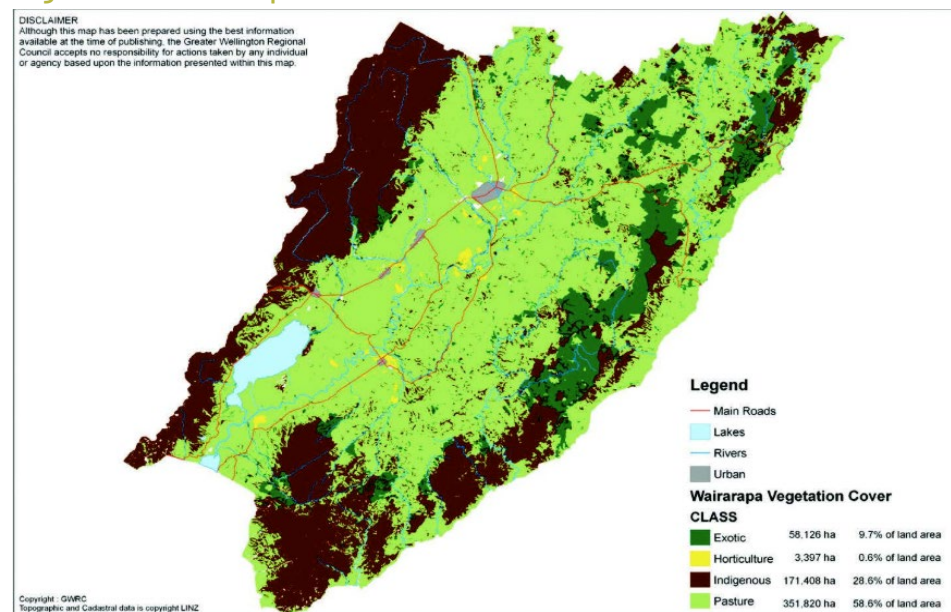 DISCLAIMER
Although this map has been prepared using the best information
available at the time of publishing, the Greater Wellington Regional
Council accepts no responsibility for actions taken by any individual
or agency based upon the information presented within this map.
Legend
Main Roads
Lakes
Rivers
Urban
Wairarapa Vegetation Cover
CLASS
Exotic 58,126 ha 9.7% of land area
Horticulture 3,397 ha 0.6% of land area
Indigenous 171,408 ha 28.6% of land area
Pasture 351,820 ha 58.6% of land area
Copyright : GWRC
Topographic and Cadastral data is copyright LINZ